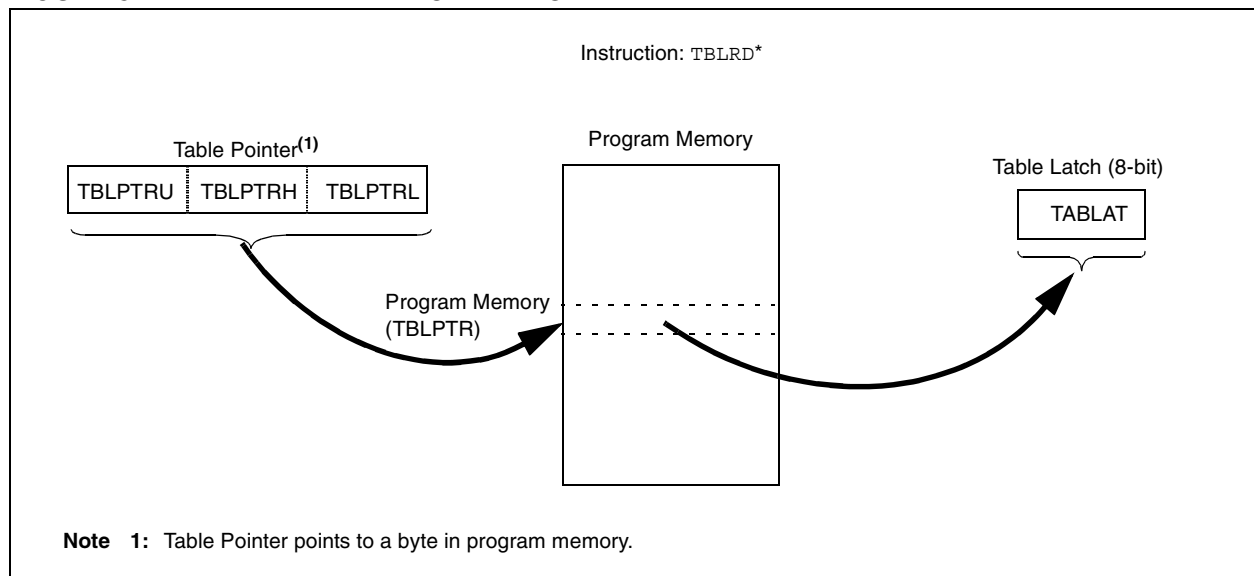 Instruction: TBLRD*
Program Memory
Table Pointer(1)
Table Latch (8-bit)
TBLPTRU TBLPTRH TBLPTRL
TABLAT
Program Memory
(TBLPTR)
Note 1: Table Pointer points to a byte in program memory.